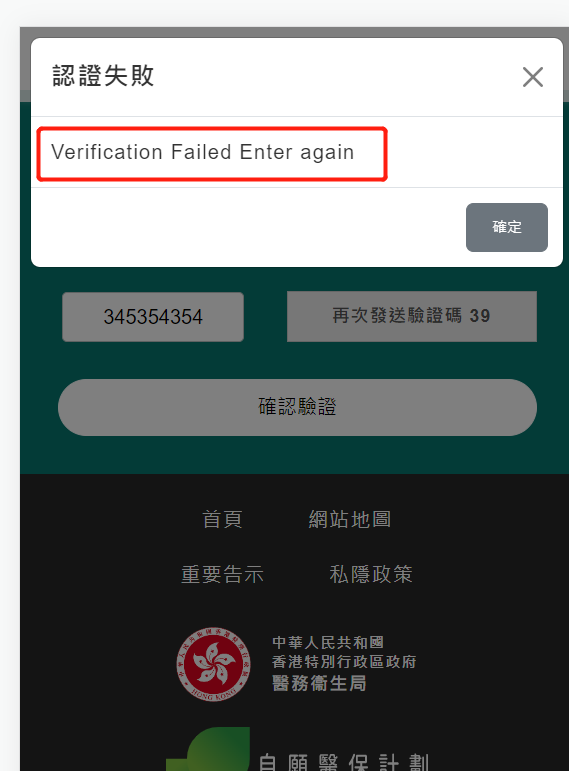 認證失敗
Verification Failed Enter again
確定
345354354
再次發送驗證碼 39
確認驗證
首頁
網站地圖
重要告示
私隱政策
中華人民共和國
香港特別行政區政府
醫務衞生局
HONG KONG
自願醫保計劃